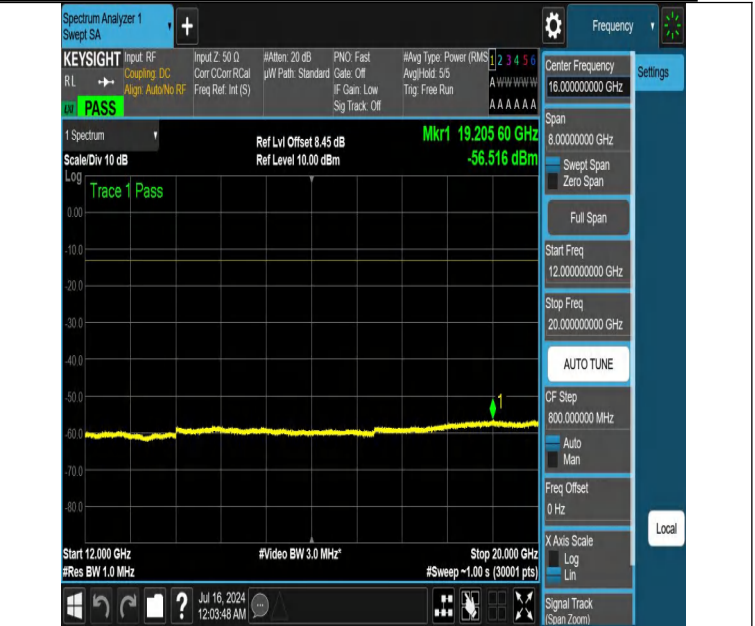 Spectrum Analyzer 1
Swept SA
+
Frequency
KEYSIGHT
RL
PASS
Input: RF
Coupling: DC
Align: Auto/No RF
Input Z: 50 Ω
Corr CCorr RCal
Freq Ref: Int (S)
#Atten: 20 dB
µW Path: Standard
PNO: Fast
Gate: Off
IF Gain: Low
Sig Track: Off
#Avg Type: Power (RMS
Avg|Hold: 5/5
Trig: Free Run
1 2 3 4 5 6
A W W W W W
A A A A A A
1 Spectrum
Scale/Div 10 dB
Ref Lvl Offset 8.45 dB
Ref Level 10.00 dBm
Mkr1 19.205 60 GHz
-56.516 dBm
Log
Trace 1 Pass
0.00
-10.0
-20.0
-30.0
-40.0
-50.0
-60.0
-70.0
-80.0
1
Start 12.000 GHz
#Res BW 1.0 MHz
#Video BW 3.0 MHz*
Stop 20.000 GHz
#Sweep ~1.00 s (30001 pts)
Center Frequency
16.000000000 GHz
Settings
Span
8.00000000 GHz
Swept Span
Zero Span
Full Span
Start Freq
12.000000000 GHz
Stop Freq
20.000000000 GHz
AUTO TUNE
CF Step
800.000000 MHz
Auto
Man
Freq Offset
0 Hz
X Axis Scale
Log
Lin
Local
Signal Track
(Span Zoom)
?
Jul 16, 2024
12:03:48 AM